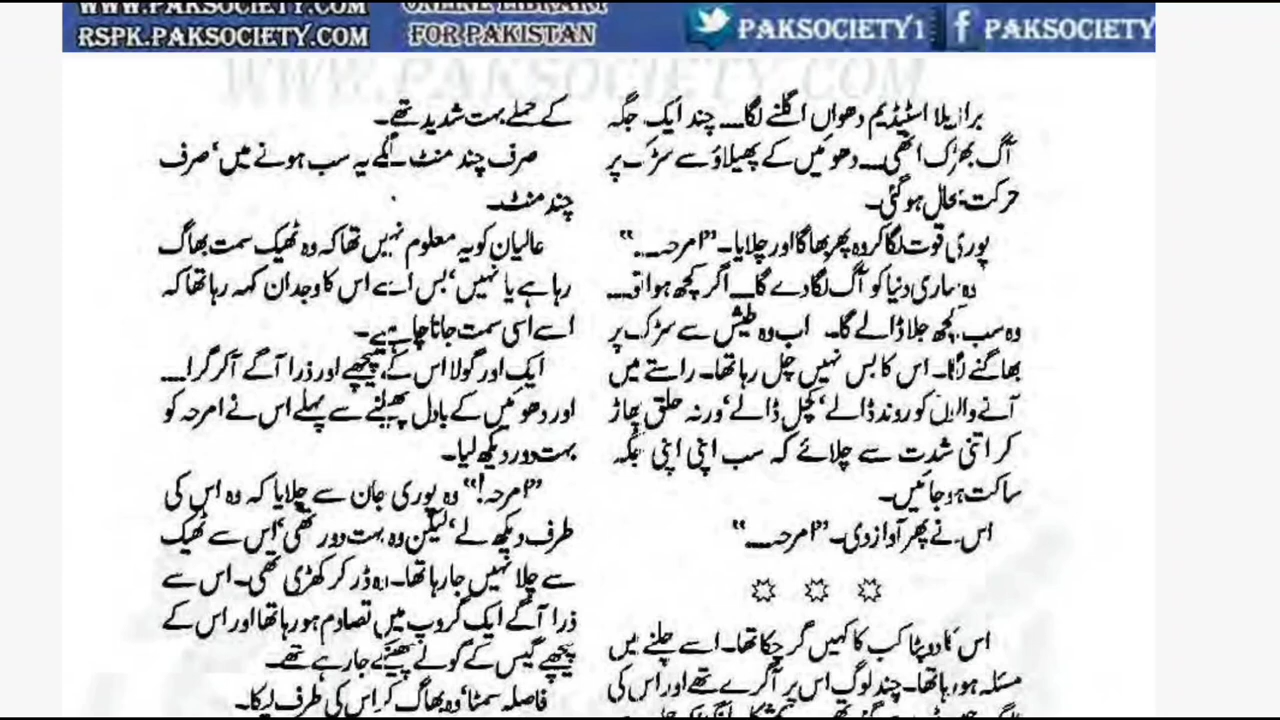 WWW.PAKSOCIETY.COM
RSPK.PAKSOCIETY.COM
ONLINE LIBRARY
FOR PAKISTAN
PAKSOCIETY1
PAKSOCIETY
WWW.PAKSOCIETY.COM
برازیلا اسٹیڈیم دھواں اگلنے لگا۔۔۔ چند ایک جگہ
آگ بھڑک اٹھی۔۔۔ دھوئیں کے پھیلاؤ سے سڑک پر
حرکت بحال ہو گئی۔
پوری قوت لگا کر وہ پھر بھاگا اور چلایا۔ ”امرحہ۔۔۔“
وہ ساری دنیا کو آگ لگا دے گا۔۔۔ اگر کچھ ہوا تو۔۔۔
وہ سب کچھ جلا ڈالے گا۔ اب وہ طیش سے سڑک پر
بھاگنے لگا۔ اس کا بس نہیں چل رہا تھا۔ راستے میں
آنے والوں کو روند ڈالے‘ کچل ڈالے‘ ورنہ حلق پھاڑ
کر اتنی شدت سے چلائے کہ سب اپنی اپنی جگہ
ساکت ہو جائیں۔
اس نے پھر آواز دی۔ ”امرحہ۔۔۔“
اس کا دوپٹا کب کا کہیں گر چکا تھا۔ اسے چلنے میں
مسئلہ ہو رہا تھا۔ چند لوگ اس پر آگرے تھے اور اس کی
کے حملے بہت شدید تھے۔
صرف چند منٹ لگے یہ سب ہونے میں‘ صرف
چند منٹ۔
عالیان کو یہ معلوم نہیں تھا کہ وہ ٹھیک سمت بھاگ
رہا ہے یا نہیں‘ بس اسے اس کا وجدان کہہ رہا تھا کہ
اسے اسی سمت جانا چاہیے۔
ایک اور گولا اس کے پیچھے اور ذرا آگے آکر گرا۔۔۔
اور دھوئیں کے بادل پھیلنے سے پہلے اس نے امرحہ کو
بہت دور دیکھ لیا۔
”امرحہ!“ وہ پوری جان سے چلایا کہ وہ اس کی
طرف دیکھ لے‘ لیکن وہ بہت دور تھی‘ اس سے ٹھیک
سے چلا نہیں جا رہا تھا۔ وہ ڈر کر کھڑی تھی۔ اس سے
ذرا آگے ایک گروپ میں تصادم ہو رہا تھا اور اس کے
پیچھے گیس کے گولے پھینکے جا رہے تھے۔
فاصلہ سمٹا‘ وہ بھاگ کر اس کی طرف لپکا۔